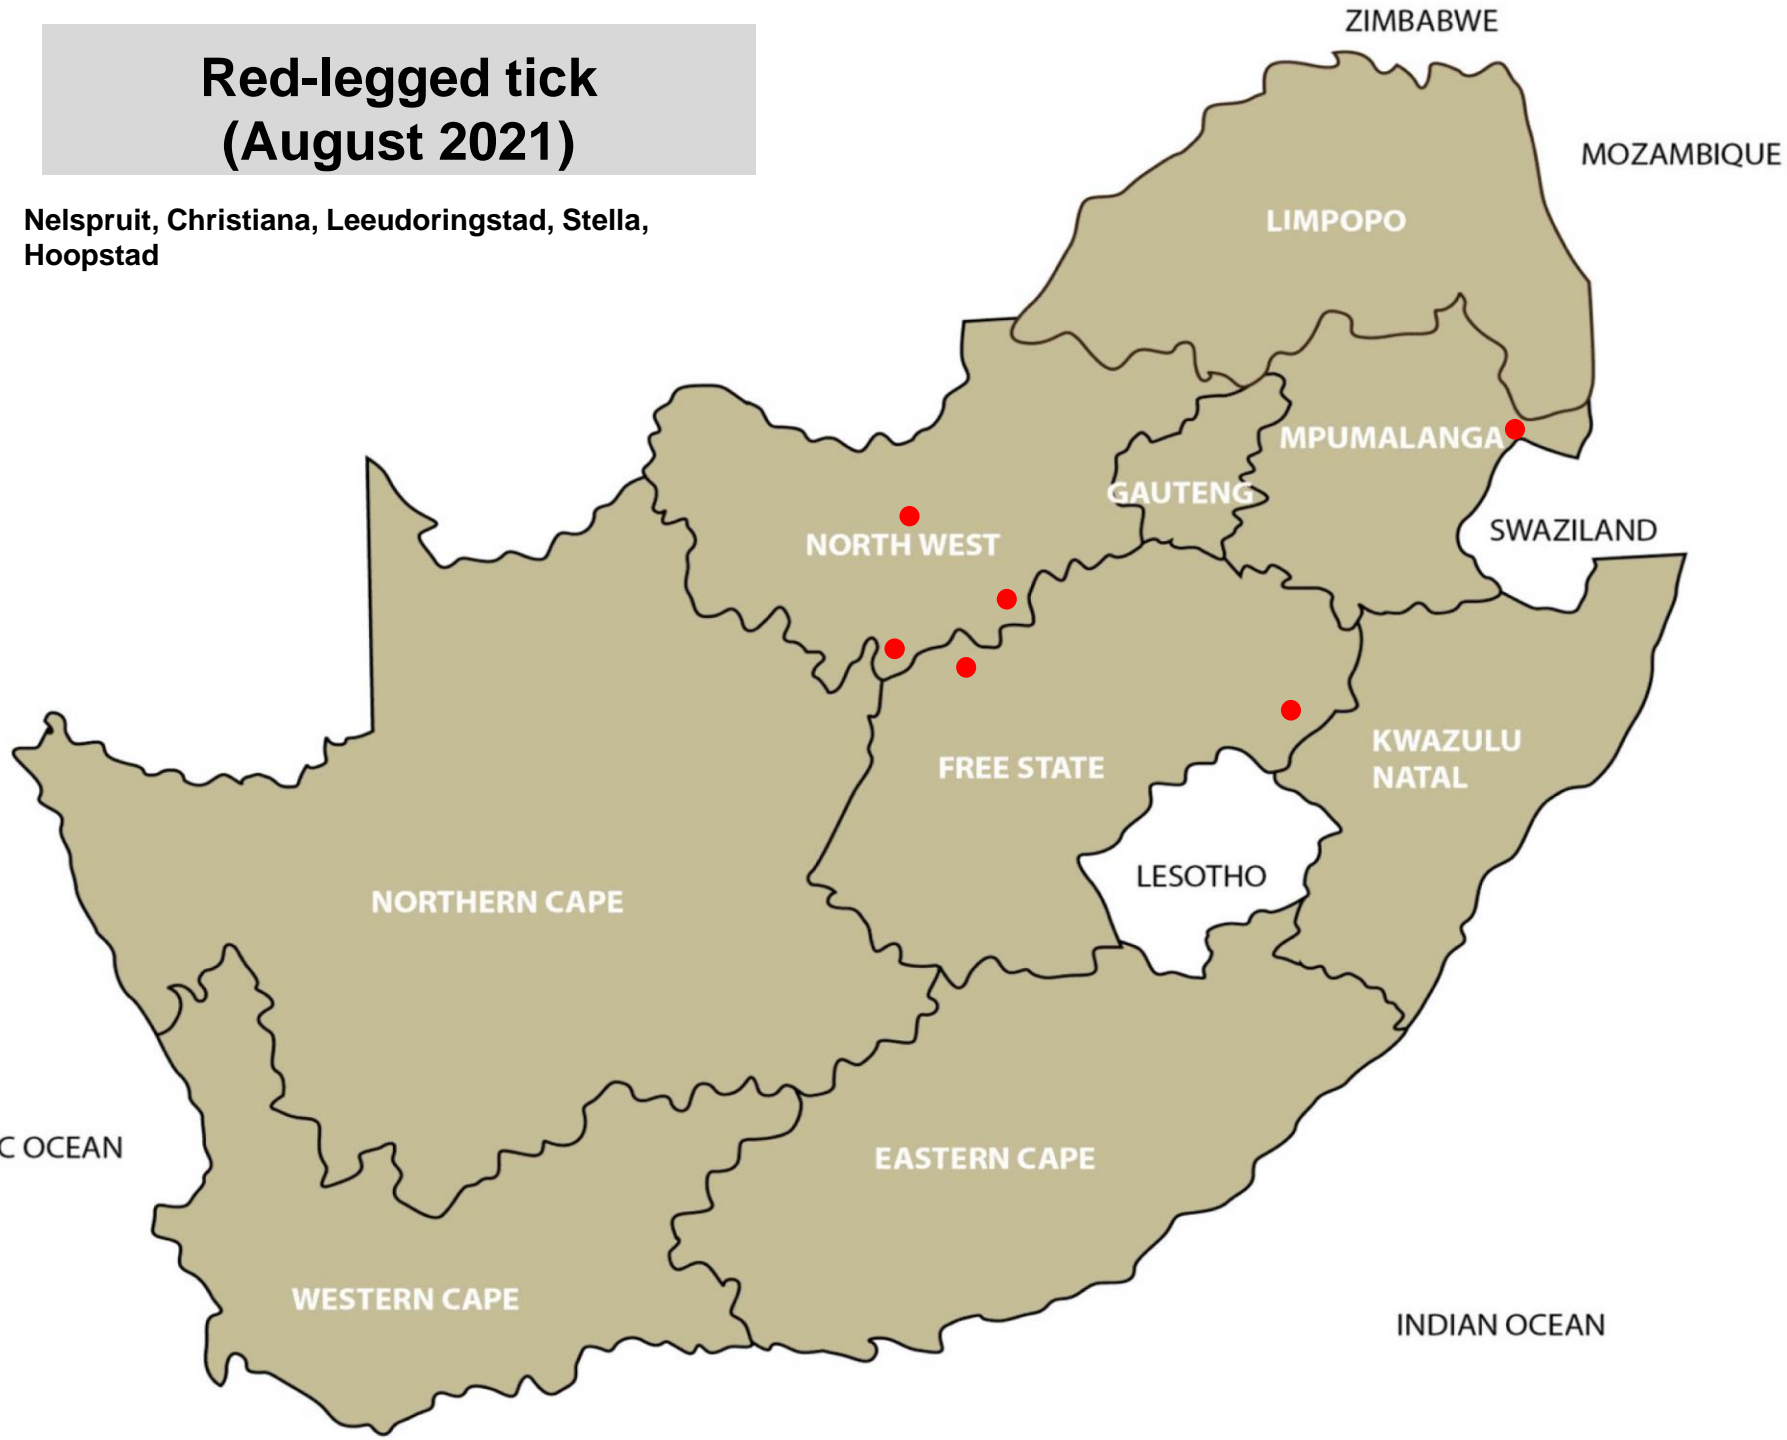 Red-legged tick
(August 2021)
Nelspruit, Christiana, Leeudoringstad, Stella,
Hoopstad
ZIMBABWE
MOZAMBIQUE
LIMPOPO
MPUMALANGA
GAUTENG
NORTH WEST
SWAZILAND
KWAZULU
NATAL
FREE STATE
LESOTHO
NORTHERN CAPE
C OCEAN
EASTERN CAPE
WESTERN CAPE
INDIAN OCEAN